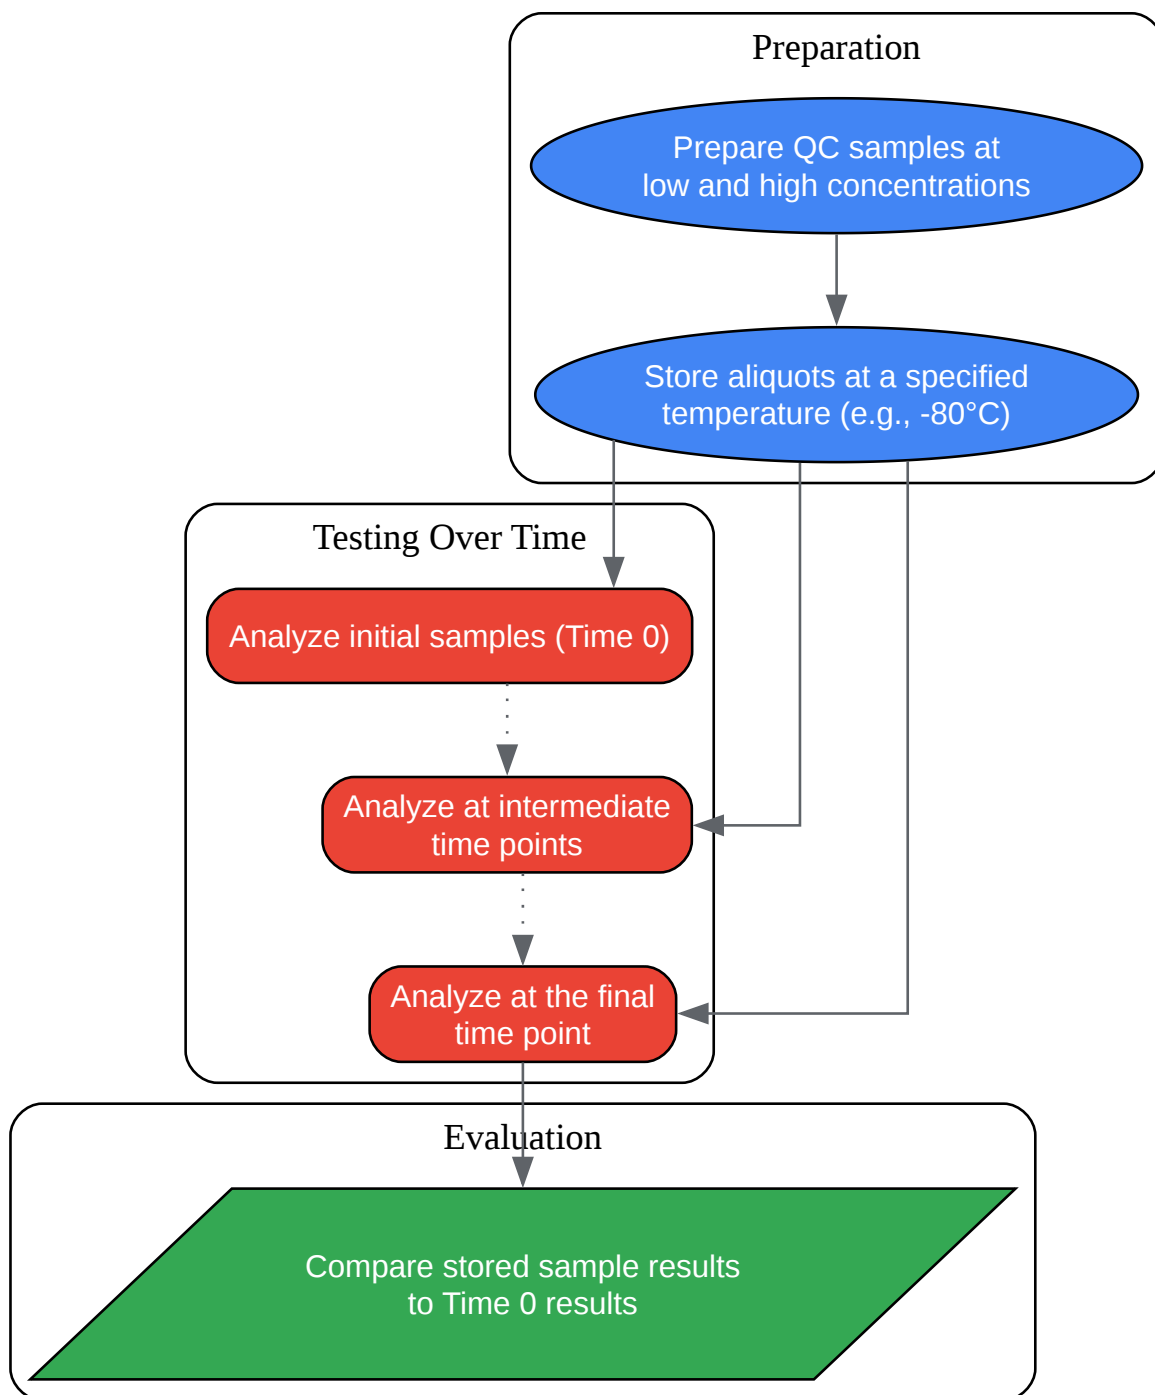 Preparation
Prepare QC samples at
low and high concentrations
Store aliquots at a specified
temperature (e.g., -80°C)
Testing Over Time
Analyze initial samples (Time 0)
Analyze at intermediate
time points
Analyze at the final
time point
Evaluation
Compare stored sample results
to Time 0 results